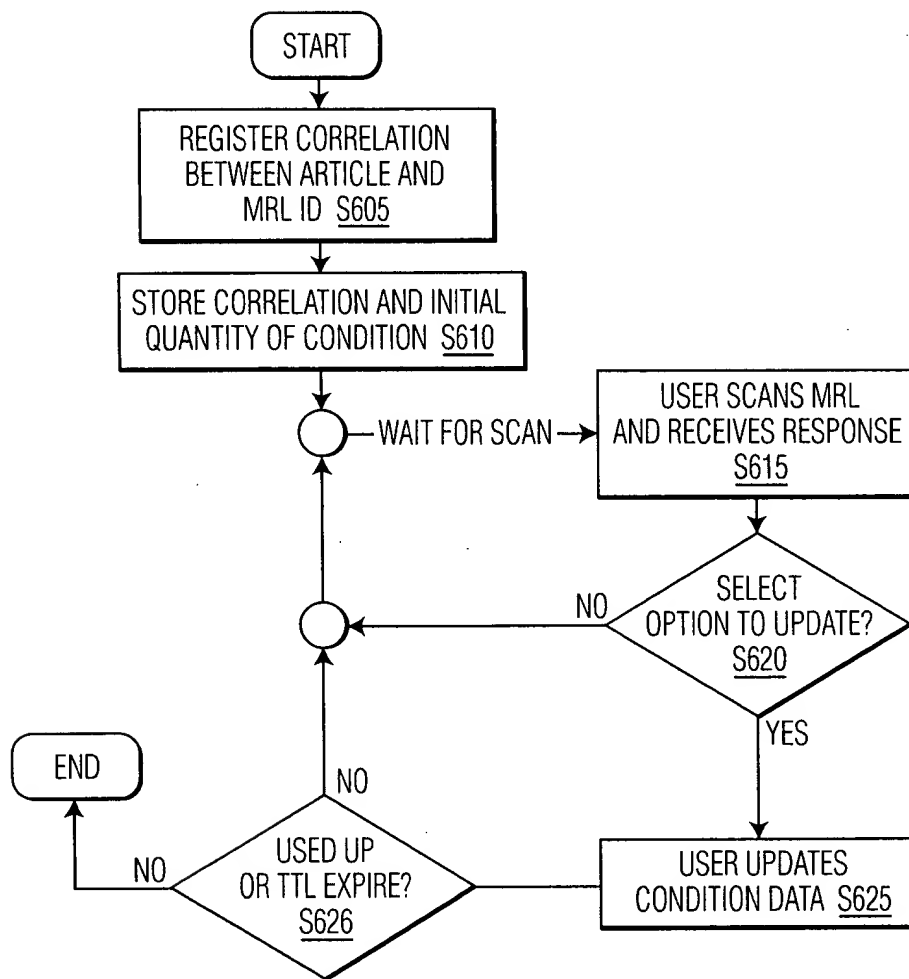 START
REGISTER CORRELATION
BETWEEN ARTICLE AND
MRL ID S605
STORE CORRELATION AND INITIAL
QUANTITY OF CONDITION S610
WAIT FOR SCAN
USER SCANS MRL
AND RECEIVES RESPONSE
S615
SELECT
OPTION TO UPDATE?
S620
NO
YES
USER UPDATES
CONDITION DATA S625
USED UP
OR TTL EXPIRE?
S626
NO
NO
END